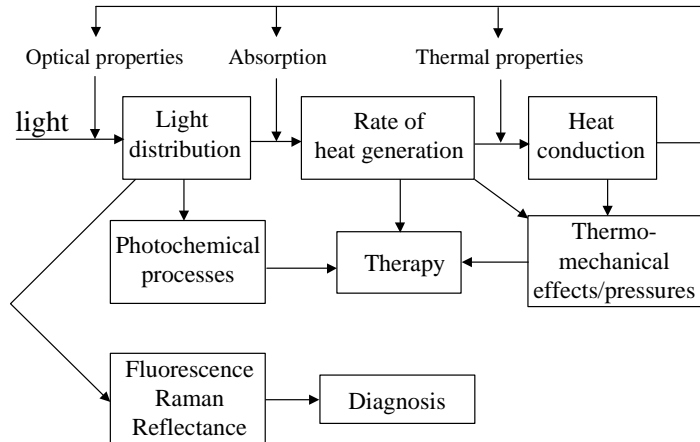 Optical properties
Absorption
Thermal properties
light
Light
distribution
Rate of
heat generation
Heat
conduction
Photochemical
processes
Therapy
Thermo-
mechanical
effects/pressures
Fluorescence
Raman
Reflectance
Diagnosis